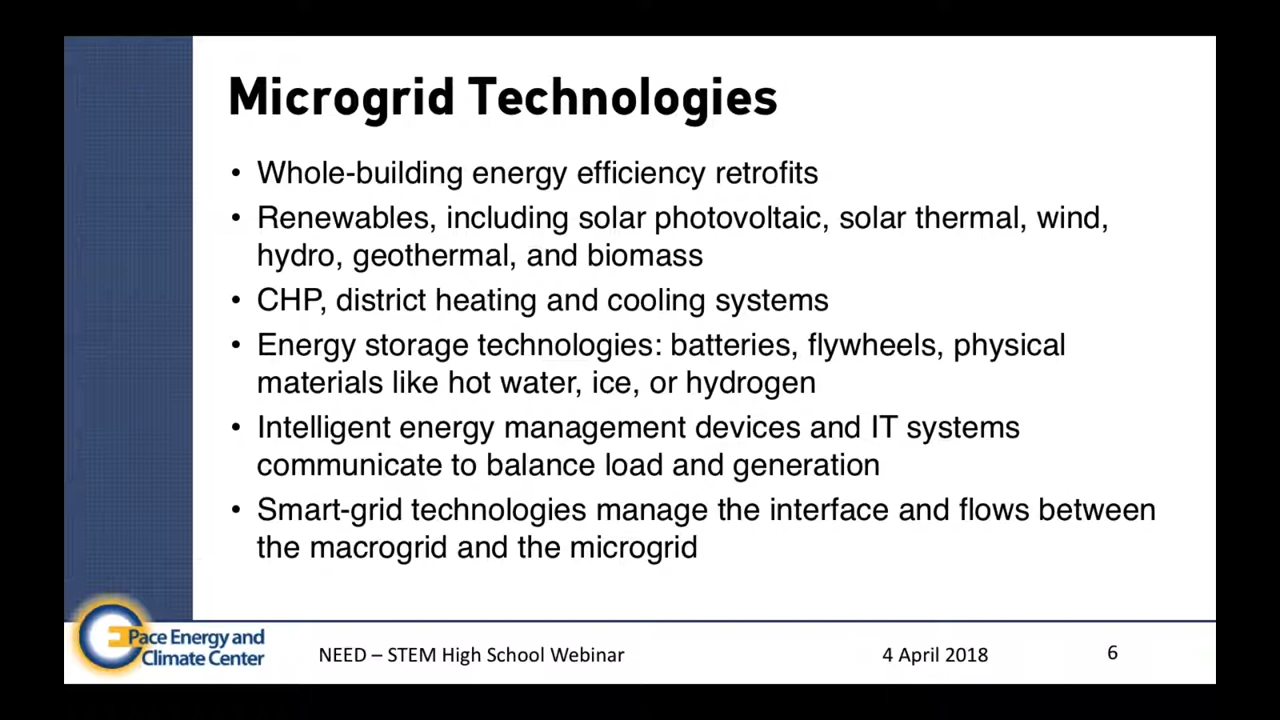 Microgrid Technologies
• Whole-building energy efficiency retrofits
• Renewables, including solar photovoltaic, solar thermal, wind,
hydro, geothermal, and biomass
• CHP, district heating and cooling systems
• Energy storage technologies: batteries, flywheels, physical
materials like hot water, ice, or hydrogen
• Intelligent energy management devices and IT systems
communicate to balance load and generation
• Smart-grid technologies manage the interface and flows between
the macrogrid and the microgrid
Pace Energy and
Climate Center
NEED – STEM High School Webinar
4 April 2018
6